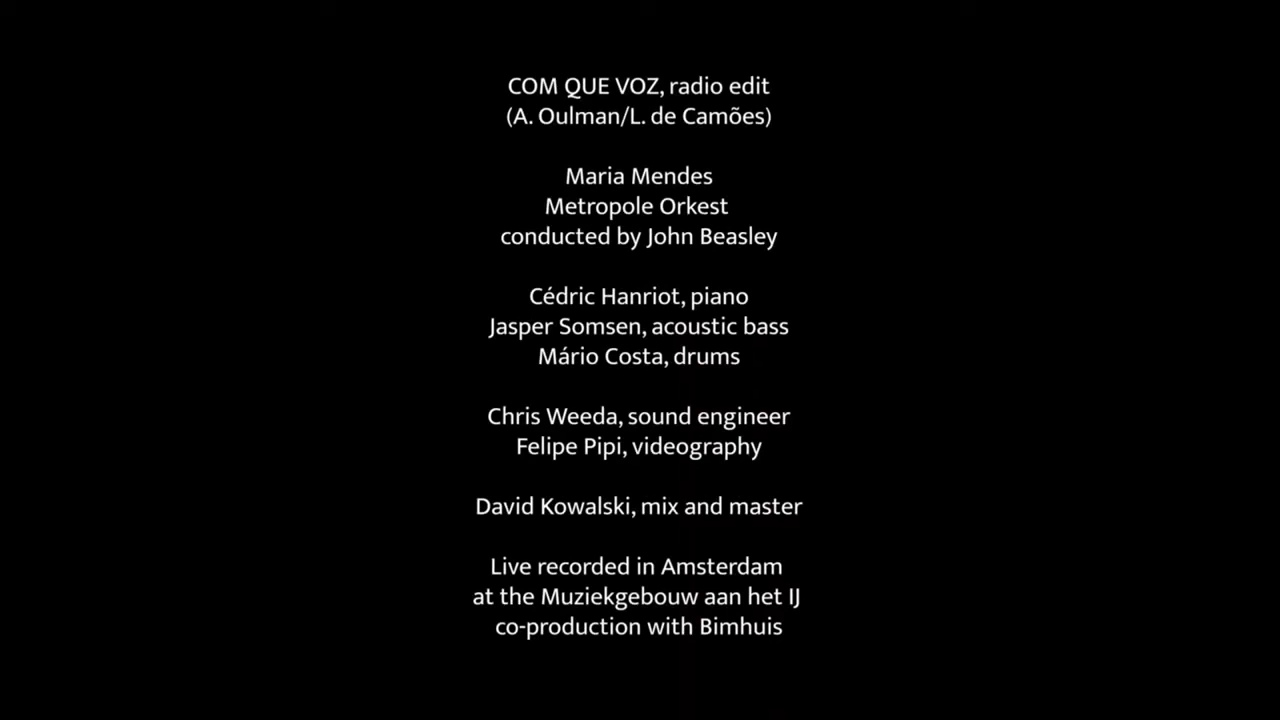 COM QUE VOZ, radio edit
(A. Oulman/L. de Camões)
Maria Mendes
Metropole Orkest
conducted by John Beasley
Cédric Hanriot, piano
Jasper Somsen, acoustic bass
Mário Costa, drums
Chris Weeda, sound engineer
Felipe Pipi, videography
David Kowalski, mix and master
Live recorded in Amsterdam
at the Muziekgebouw aan het IJ
co-production with Bimhuis